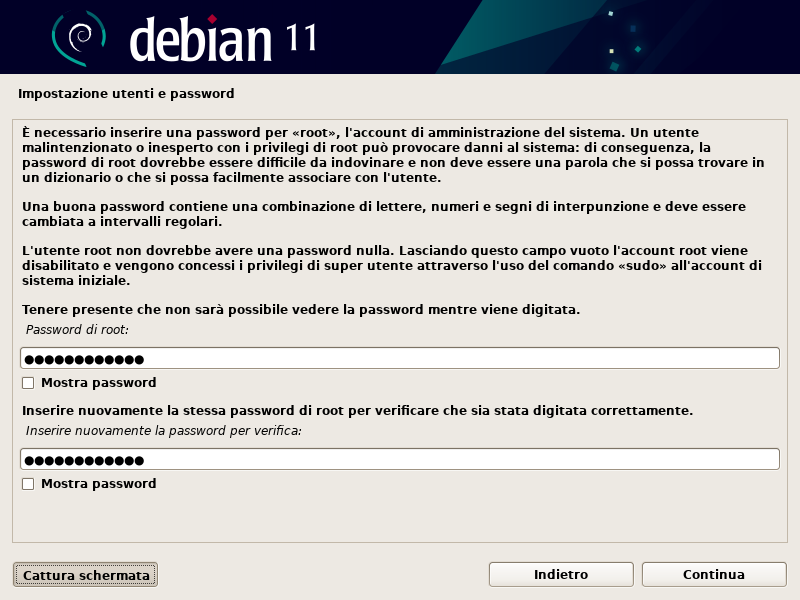 debian 11
Impostazione utenti e password
È necessario inserire una password per «root», l'account di amministrazione del sistema. Un utente
malintenzionato o inesperto con i privilegi di root può provocare danni al sistema: di conseguenza, la
password di root dovrebbe essere difficile da indovinare e non deve essere una parola che si possa trovare in
un dizionario o che si possa facilmente associare con l'utente.
Una buona password contiene una combinazione di lettere, numeri e segni di interpunzione e deve essere
cambiata a intervalli regolari.
L'utente root non dovrebbe avere una password nulla. Lasciando questo campo vuoto l'account root viene
disabilitato e vengono concessi i privilegi di super utente attraverso l'uso del comando «sudo» all'account di
sistema iniziale.
Tenere presente che non sarà possibile vedere la password mentre viene digitata.
Password di root:
●●●●●●●●●●●●
Mostra password
Inserire nuovamente la stessa password di root per verificare che sia stata digitata correttamente.
Inserire nuovamente la password per verifica:
●●●●●●●●●●●●
Mostra password
Cattura schermata
Indietro
Continua